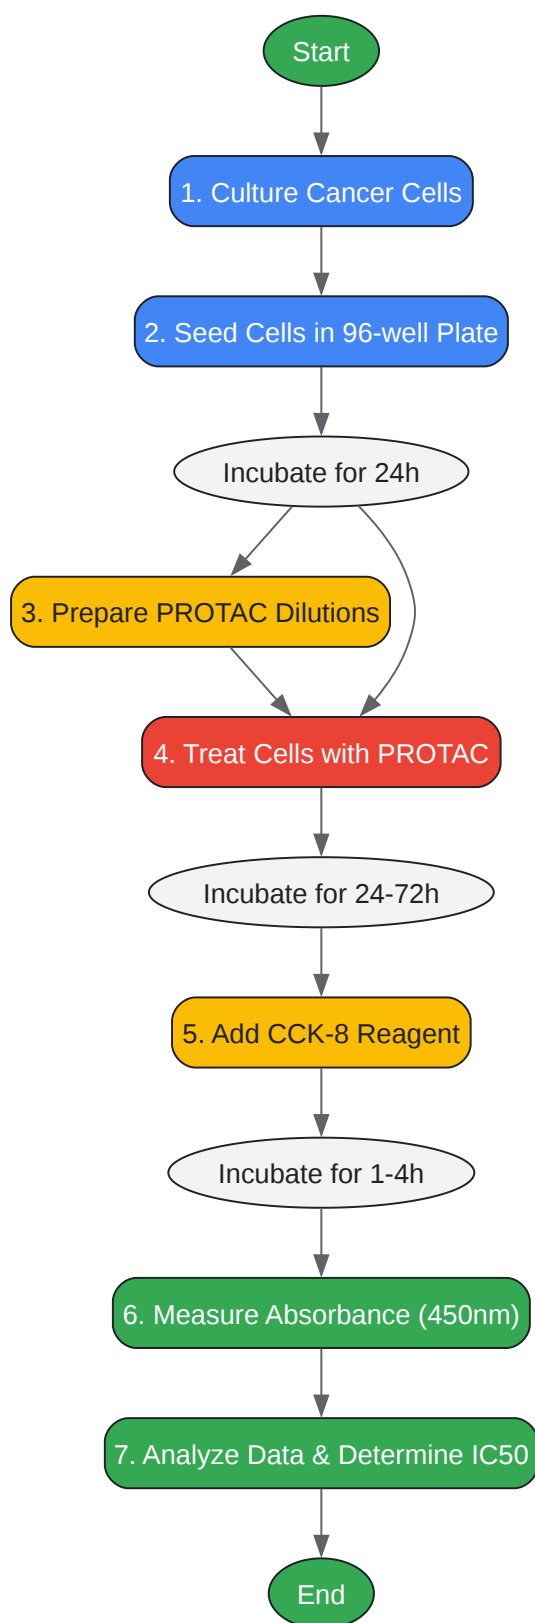 Start
1. Culture Cancer Cells
2. Seed Cells in 96-well Plate
Incubate for 24h
3. Prepare PROTAC Dilutions
4. Treat Cells with PROTAC
Incubate for 24-72h
5. Add CCK-8 Reagent
Incubate for 1-4h
6. Measure Absorbance (450nm)
7. Analyze Data & Determine IC50
End